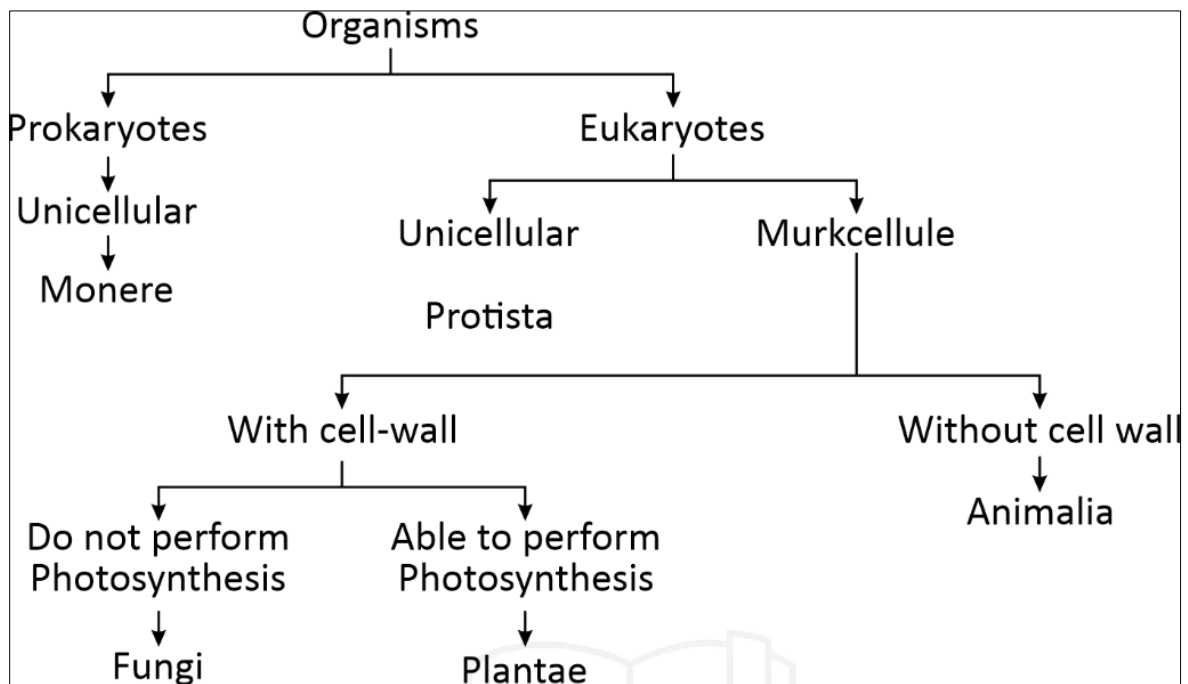 Organisms
Prokaryotes
Eukaryotes
Unicellular
Unicellular
Murkcellule
Monere
Protista
With cell-wall
Without cell wall
Do not perform
Photosynthesis
Able to perform
Photosynthesis
Animalia
Fungi
Plantae